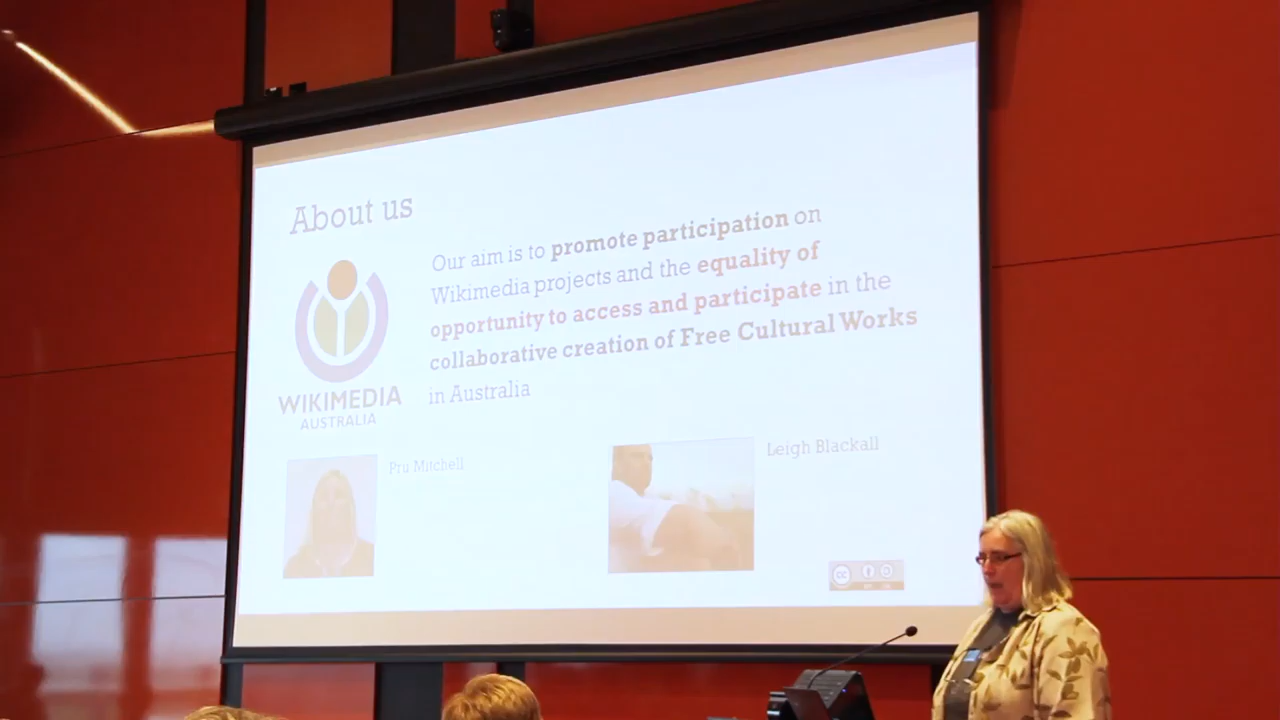 About us
Our aim is to promote participation on
Wikimedia projects and the equality of
opportunity to access and participate in the
collaborative creation of Free Cultural Works
in Australia
WIKIMEDIA
AUSTRALIA
Pru Mitchell
Leigh Blackall
cc